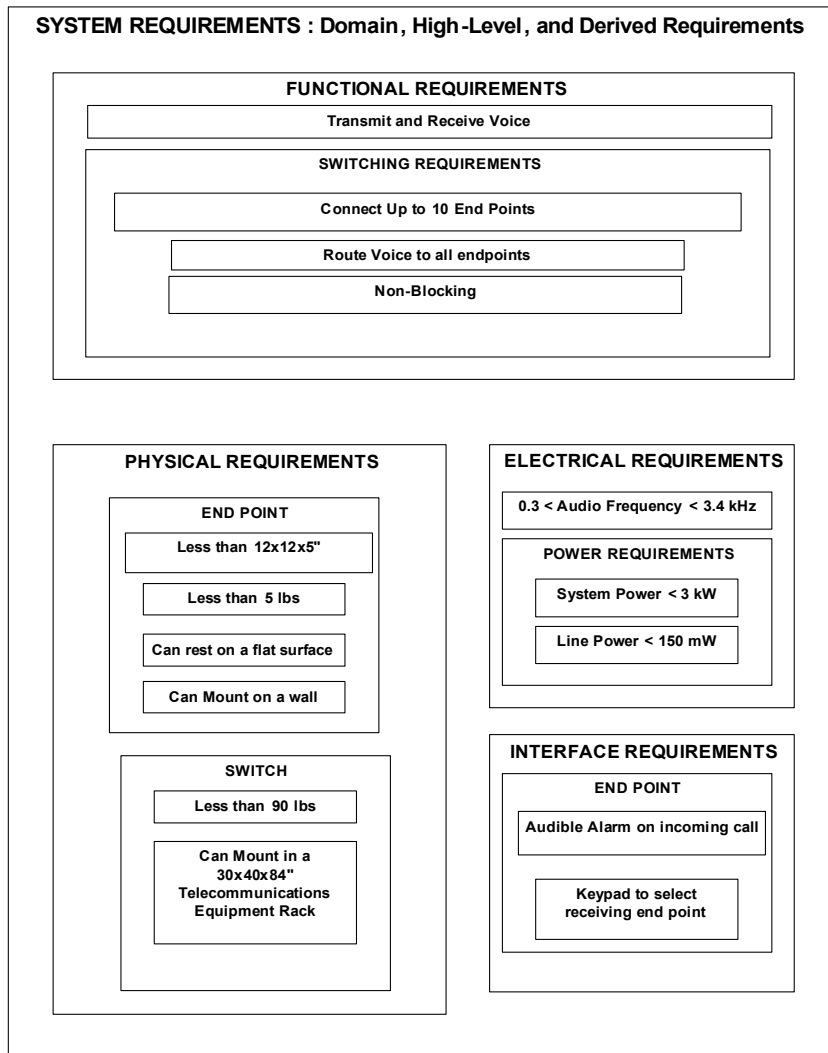 SYSTEM REQUIREMENTS : Domain, High-Level, and Derived Requirements
FUNCTIONAL REQUIREMENTS
Transmit and Receive Voice
SWITCHING REQUIREMENTS
Connect Up to 10 End Points
Route Voice to all endpoints
Non-Blocking
PHYSICAL REQUIREMENTS
END POINT
Less than 12x12x5"
Less than 5 lbs
Can rest on a flat surface
Can Mount on a wall
SWITCH
Less than 90 lbs
Can Mount in a
30x40x84"
Telecommunications
Equipment Rack
ELECTRICAL REQUIREMENTS
0.3 < Audio Frequency < 3.4 kHz
POWER REQUIREMENTS
System Power < 3 kW
Line Power < 150 mW
INTERFACE REQUIREMENTS
END POINT
Audible Alarm on incoming call
Keypad to select
receiving end point